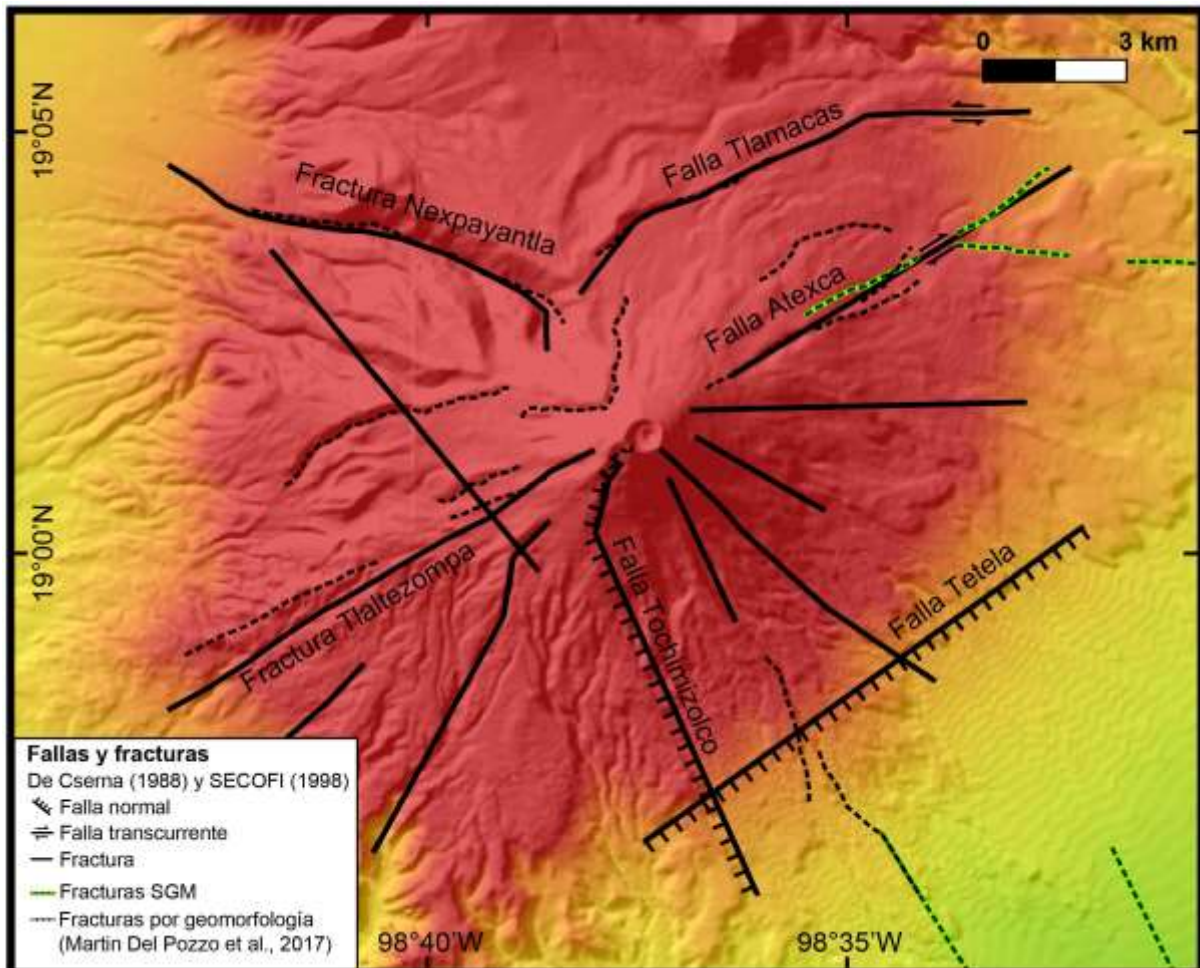 0 3 km
19°05'N
Falla Tlamacas
Fractura Nexpayantla
Falla Atexca
19°00'N
Falla Tetela
Falla Tochimizolco
Fractura Tlaltezompa
Fallas y fracturas
De Cserna (1988) y SECOFI (1998)
Falla normal
Falla transcurrente
Fractura
Fracturas SGM
Fracturas por geomorfología
(Martin Del Pozzo et al., 2017)
98°40'W
98°35'W